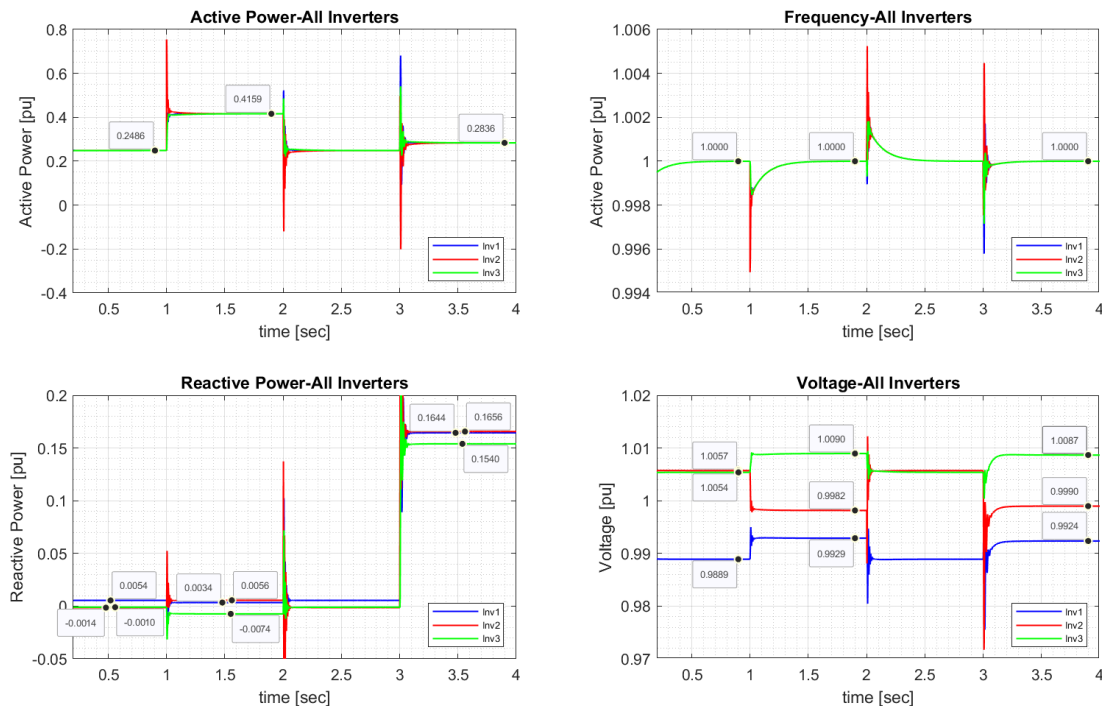 Active Power-All Inverters
Active Power [pu]
0.8
0.6
0.4
0.2
0
-0.2
-0.4
0.2486
0.4159
0.2836
Inv1
Inv2
Inv3
0.5 1 1.5 2 2.5 3 3.5 4
time [sec]
Frequency-All Inverters
Active Power [pu]
1.006
1.004
1.002
1
0.998
0.996
0.994
1.0000
1.0000
1.0000
Inv1
Inv2
Inv3
0.5 1 1.5 2 2.5 3 3.5 4
time [sec]
Reactive Power-All Inverters
Reactive Power [pu]
0.2
0.15
0.1
0.05
0
-0.05
0.1644
0.1656
0.1540
0.0054
0.0034
0.0056
-0.0014
-0.0010
-0.0074
Inv1
Inv2
Inv3
0.5 1 1.5 2 2.5 3 3.5 4
time [sec]
Voltage-All Inverters
Voltage [pu]
1.02
1.01
1
0.99
0.98
0.97
1.0057
1.0054
0.9889
1.0090
0.9982
0.9929
1.0087
0.9990
0.9924
Inv1
Inv2
Inv3
0.5 1 1.5 2 2.5 3 3.5 4
time [sec]